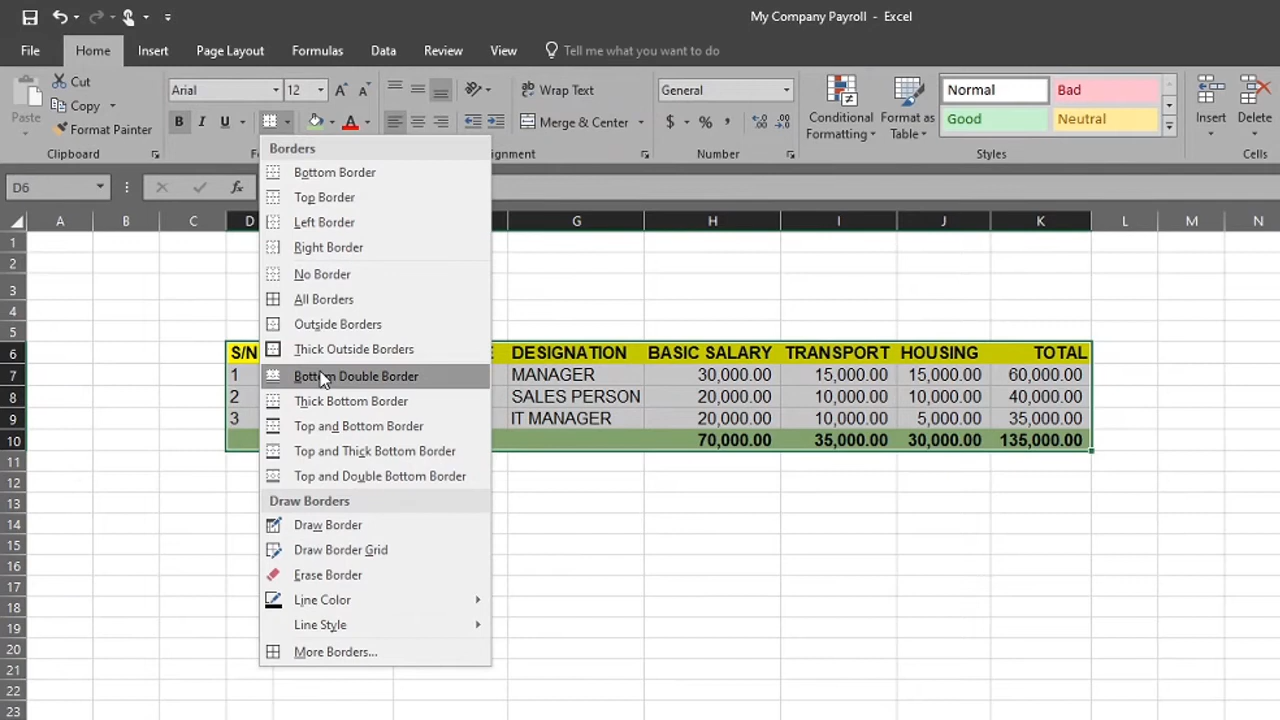 My Company Payroll - Excel
File Home Insert Page Layout Formulas Data Review View Tell me what you want to do
Paste
Cut
Copy
Format Painter
Clipboard
Arial 12
B I U A
Wrap Text
Merge & Center
General
$ % ,
Number
Conditional Formatting
Format as Table
Normal Bad
Good Neutral
Styles
Insert Delete
Cells
D6 fx
A B C D G H I J K L M N
1
2
3
4
5
6 S/N DESIGNATION BASIC SALARY TRANSPORT HOUSING TOTAL
7 1 MANAGER 30,000.00 15,000.00 15,000.00 60,000.00
8 2 SALES PERSON 20,000.00 10,000.00 10,000.00 40,000.00
9 3 IT MANAGER 20,000.00 10,000.00 5,000.00 35,000.00
10 70,000.00 35,000.00 30,000.00 135,000.00
11
12
13
14
15
16
17
18
19
20
21
22
23
Borders
Bottom Border
Top Border
Left Border
Right Border
No Border
All Borders
Outside Borders
Thick Outside Borders
Bottom Double Border
Thick Bottom Border
Top and Bottom Border
Top and Thick Bottom Border
Top and Double Bottom Border
Draw Borders
Draw Border
Draw Border Grid
Erase Border
Line Color
Line Style
More Borders...